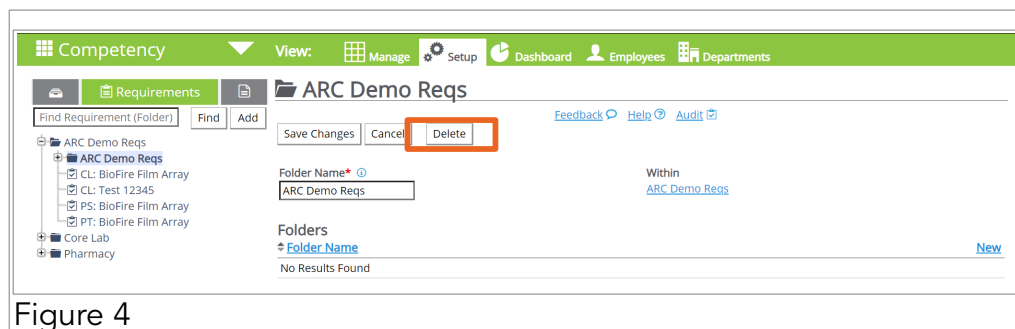 Competency View: Manage Setup Dashboard Employees Departments
Requirements
ARC Demo Reqs
Find Requirement (Folder) Find Add
Feedback Help Audit
Save Changes Cancel Delete
ARC Demo Reqs
ARC Demo Reqs
CL: BioFire Film Array
CL: Test 12345
PS: BioFire Film Array
PT: BioFire Film Array
Core Lab
Pharmacy
Folder Name* Within
ARC Demo Reqs ARC Demo Reqs
Folders
Folder Name New
No Results Found
Figure 4